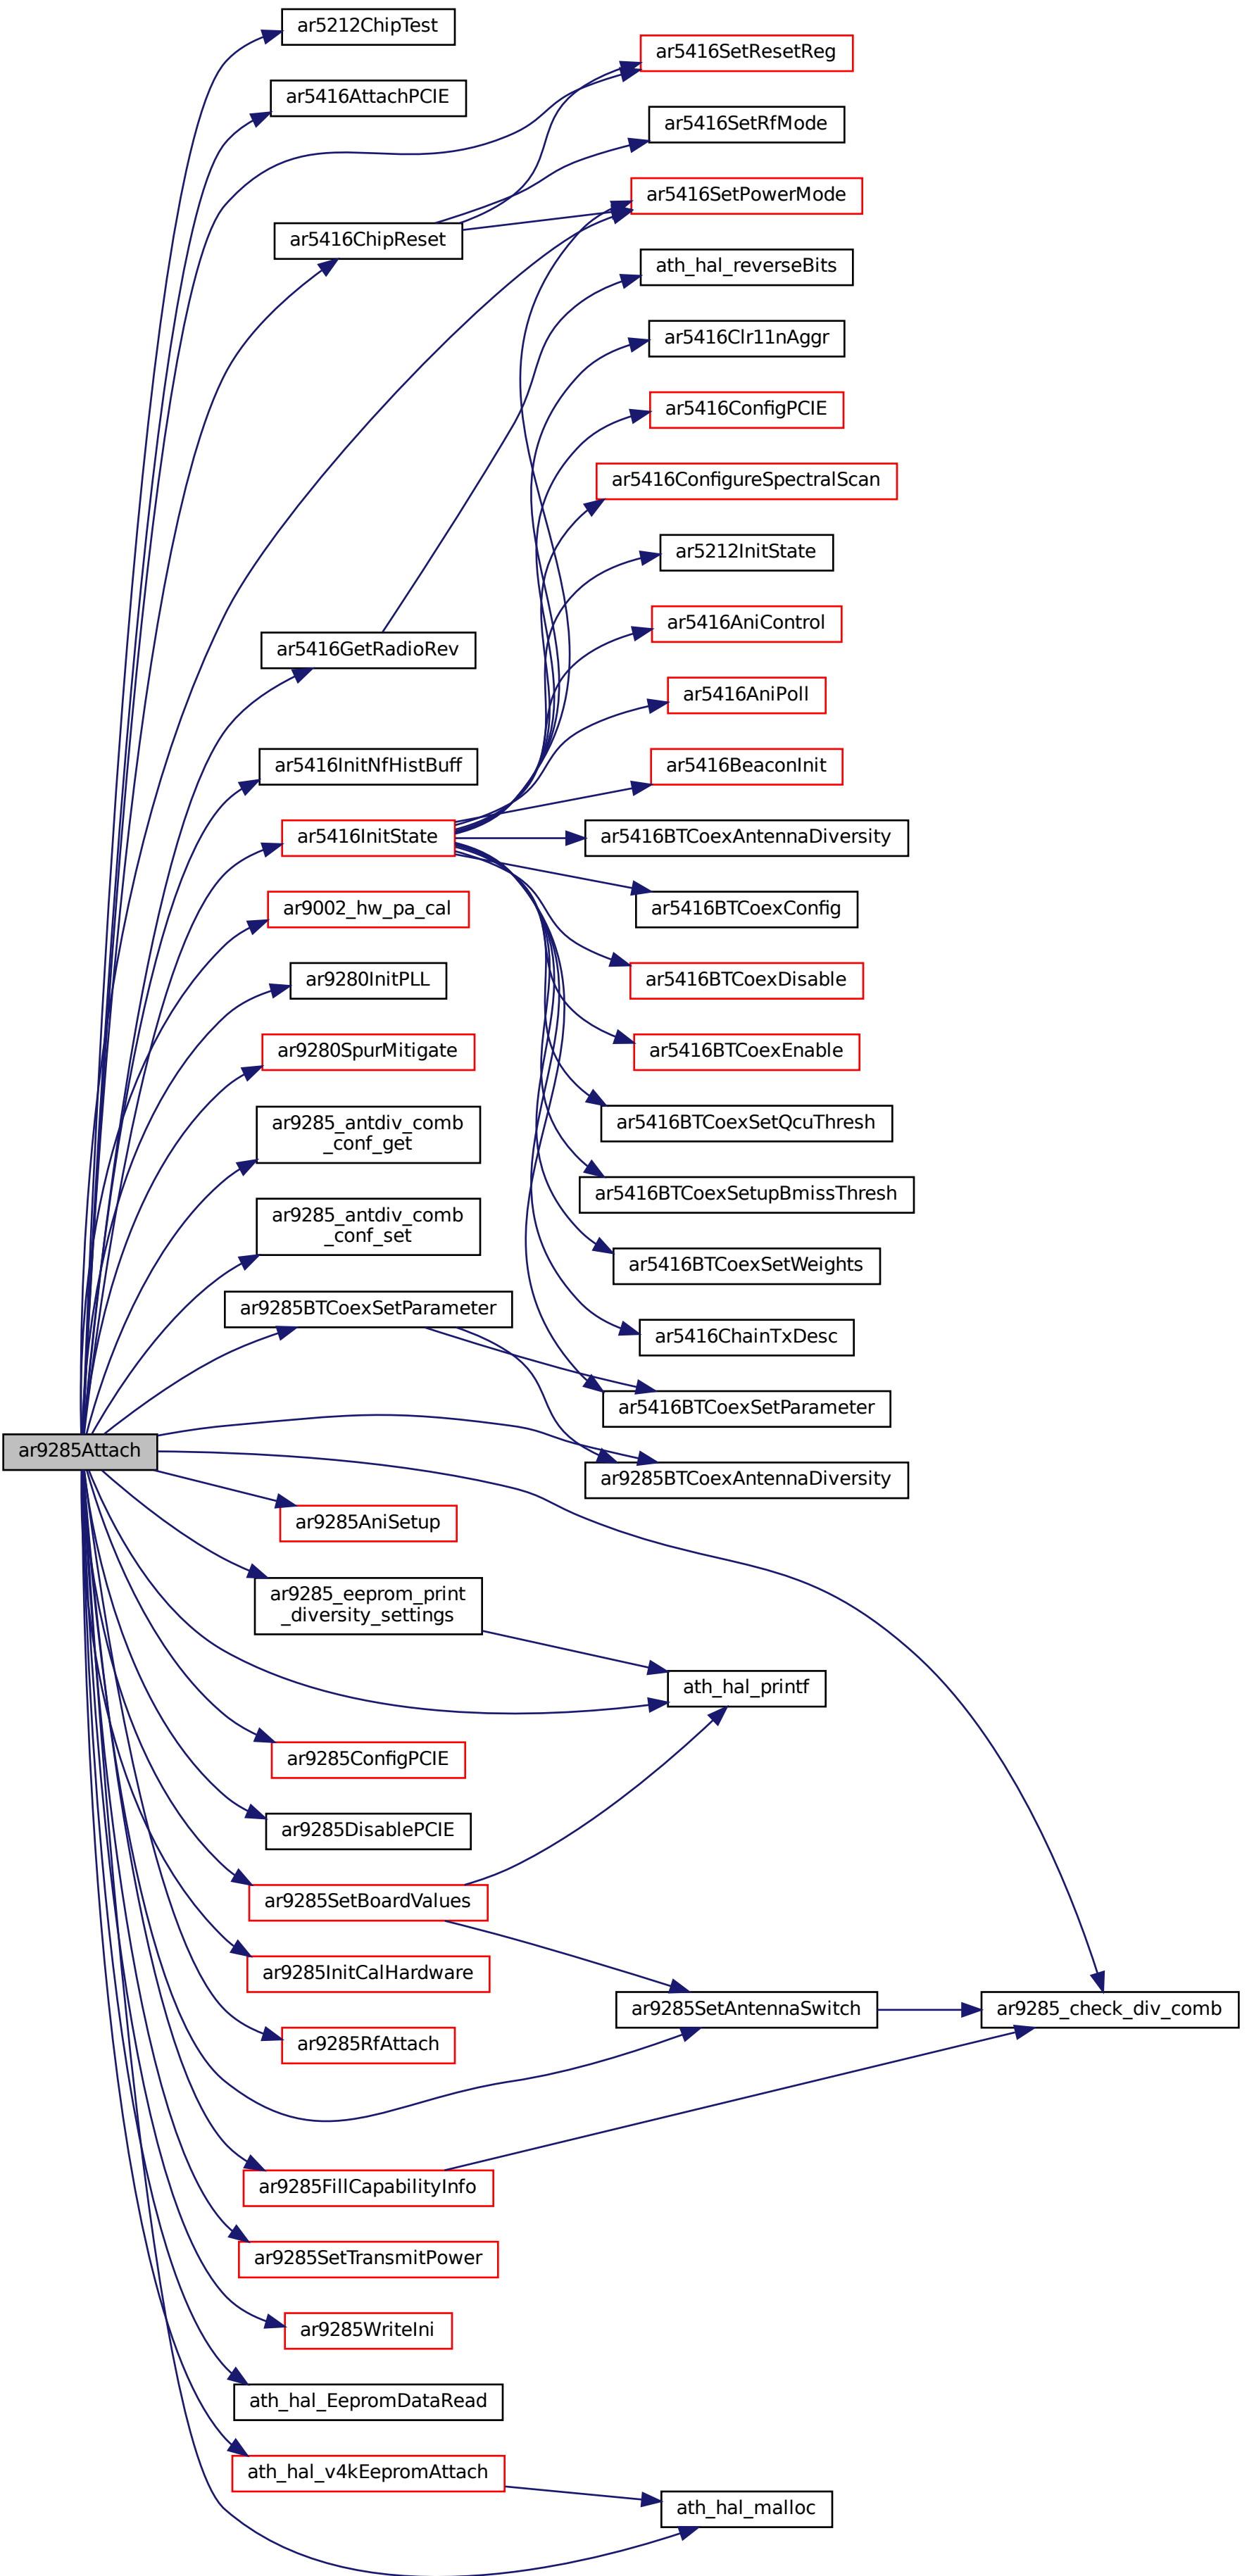 ar5212ChipTest
ar5416SetResetReg
ar5416AttachPCIE
ar5416SetRfMode
ar5416SetPowerMode
ar5416ChipReset
ath_hal_reverseBits
ar5416Clr11nAggr
ar5416ConfigPCIE
ar5416ConfigureSpectralScan
ar5212InitState
ar5416AniControl
ar5416GetRadioRev
ar5416AniPoll
ar5416InitNfHistBuff
ar5416BeaconInit
ar5416InitState
ar5416BTCoexAntennaDiversity
ar9002_hw_pa_cal
ar5416BTCoexConfig
ar9280InitPLL
ar5416BTCoexDisable
ar9280SpurMitigate
ar5416BTCoexEnable
ar9285_antdiv_comb
_conf_get
ar5416BTCoexSetQcuThresh
ar5416BTCoexSetupBmissThresh
ar9285_antdiv_comb
_conf_set
ar5416BTCoexSetWeights
ar9285BTCoexSetParameter
ar5416ChainTxDesc
ar5416BTCoexSetParameter
ar9285Attach
ar9285BTCoexAntennaDiversity
ar9285AniSetup
ar9285_eeprom_print
_diversity_settings
ath_hal_printf
ar9285ConfigPCIE
ar9285DisablePCIE
ar9285SetBoardValues
ar9285InitCalHardware
ar9285SetAntennaSwitch
ar9285_check_div_comb
ar9285RfAttach
ar9285FillCapabilityInfo
ar9285SetTransmitPower
ar9285WriteIni
ath_hal_EepromDataRead
ath_hal_v4kEepromAttach
ath_hal_malloc